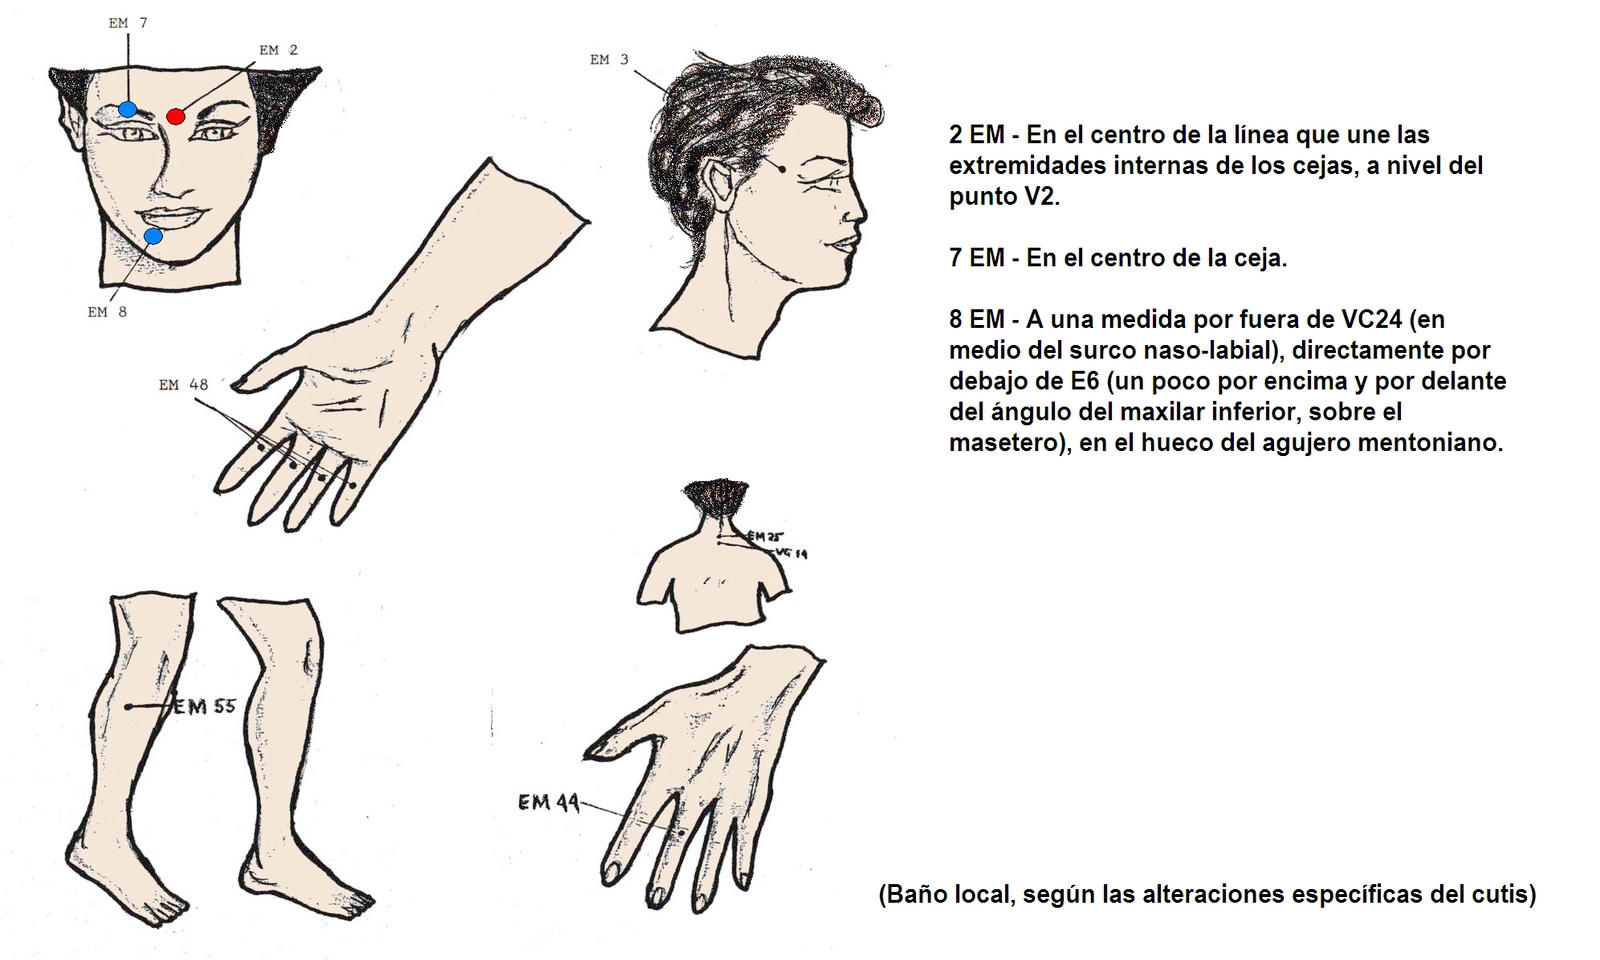 EM 7
EM 2
EM 8
EM 3
2 EM - En el centro de la línea que une las
extremidades internas de los cejas, a nivel del
punto V2.
7 EM - En el centro de la ceja.
8 EM - A una medida por fuera de VC24 (en
medio del surco naso-labial), directamente por
debajo de E6 (un poco por encima y por delante
del ángulo del maxilar inferior, sobre el
masetero), en el hueco del agujero mentoniano.
EM 48
EM 25
VG 14
EM 55
EM 44
(Baño local, según las alteraciones específicas del cutis)